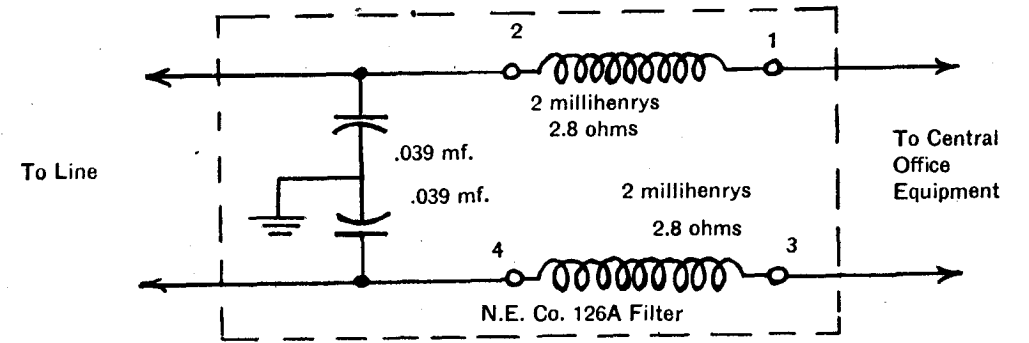 2
1
2 millihenrys
2.8 ohms
.039 mf.
To Line
To Central
Office
Equipment
.039 mf.
2 millihenrys
2.8 ohms
4
3
N.E. Co. 126A Filter